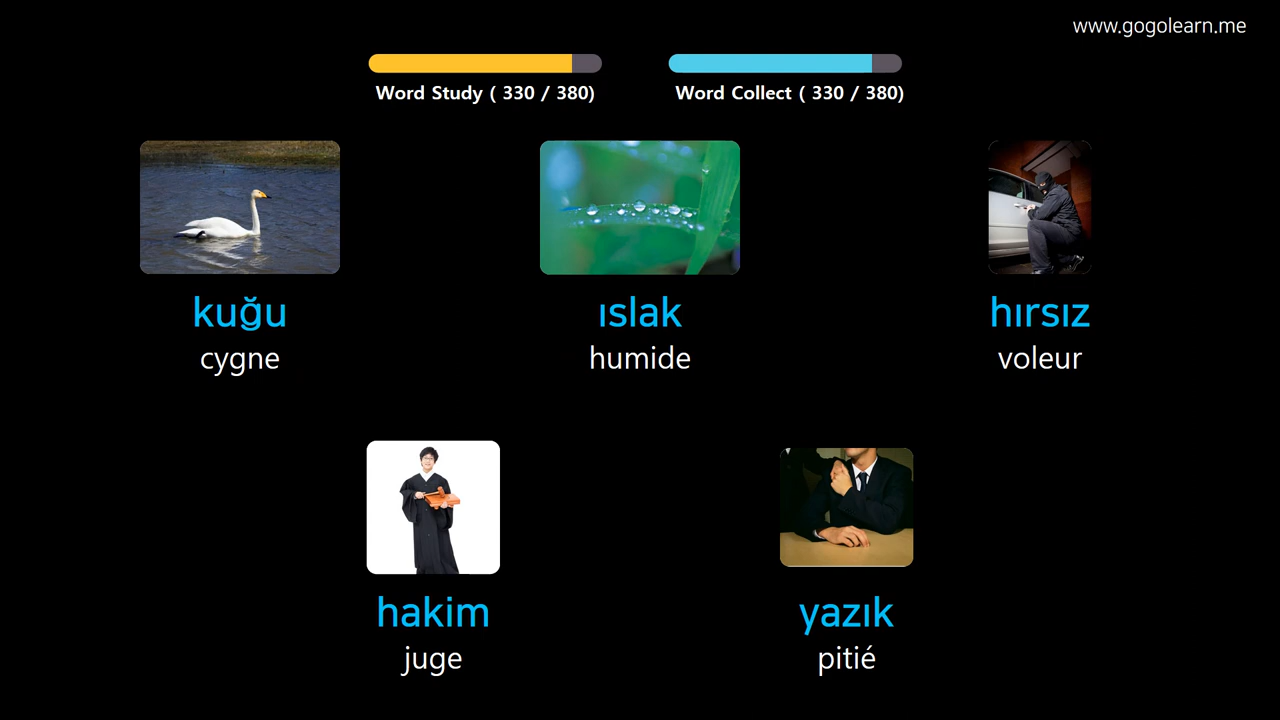 www.gogolearn.me
Word Study ( 330 / 380)
Word Collect ( 330 / 380)
kuğu
cygne
ıslak
humide
hırsız
voleur
hakim
juge
yazık
pitié